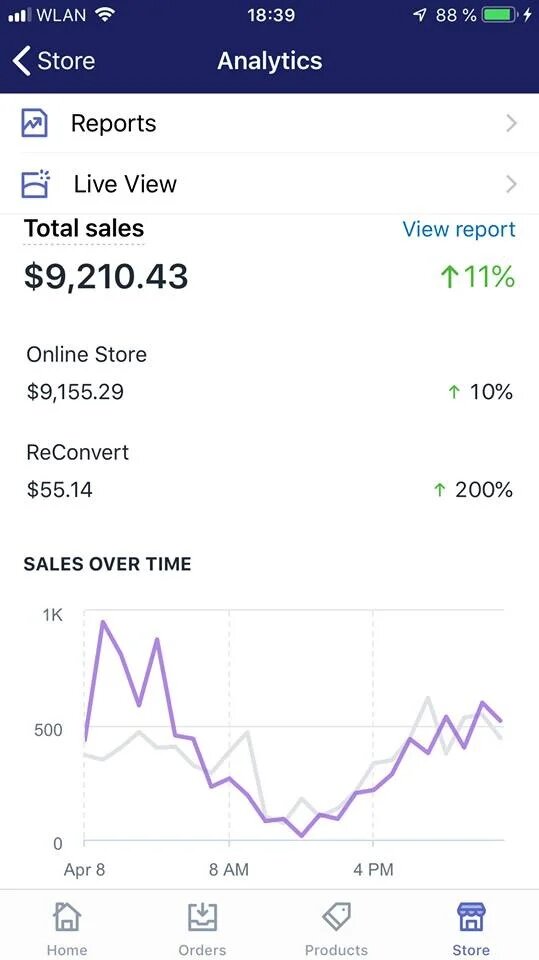 WLAN 18:39 88 %
Store Analytics
Reports
Live View
Total sales View report
$9,210.43 ↑11%
Online Store
$9,155.29 ↑ 10%
ReConvert
$55.14 ↑ 200%
SALES OVER TIME
1K
500
0
Apr 8 8 AM 4 PM
Home Orders Products Store